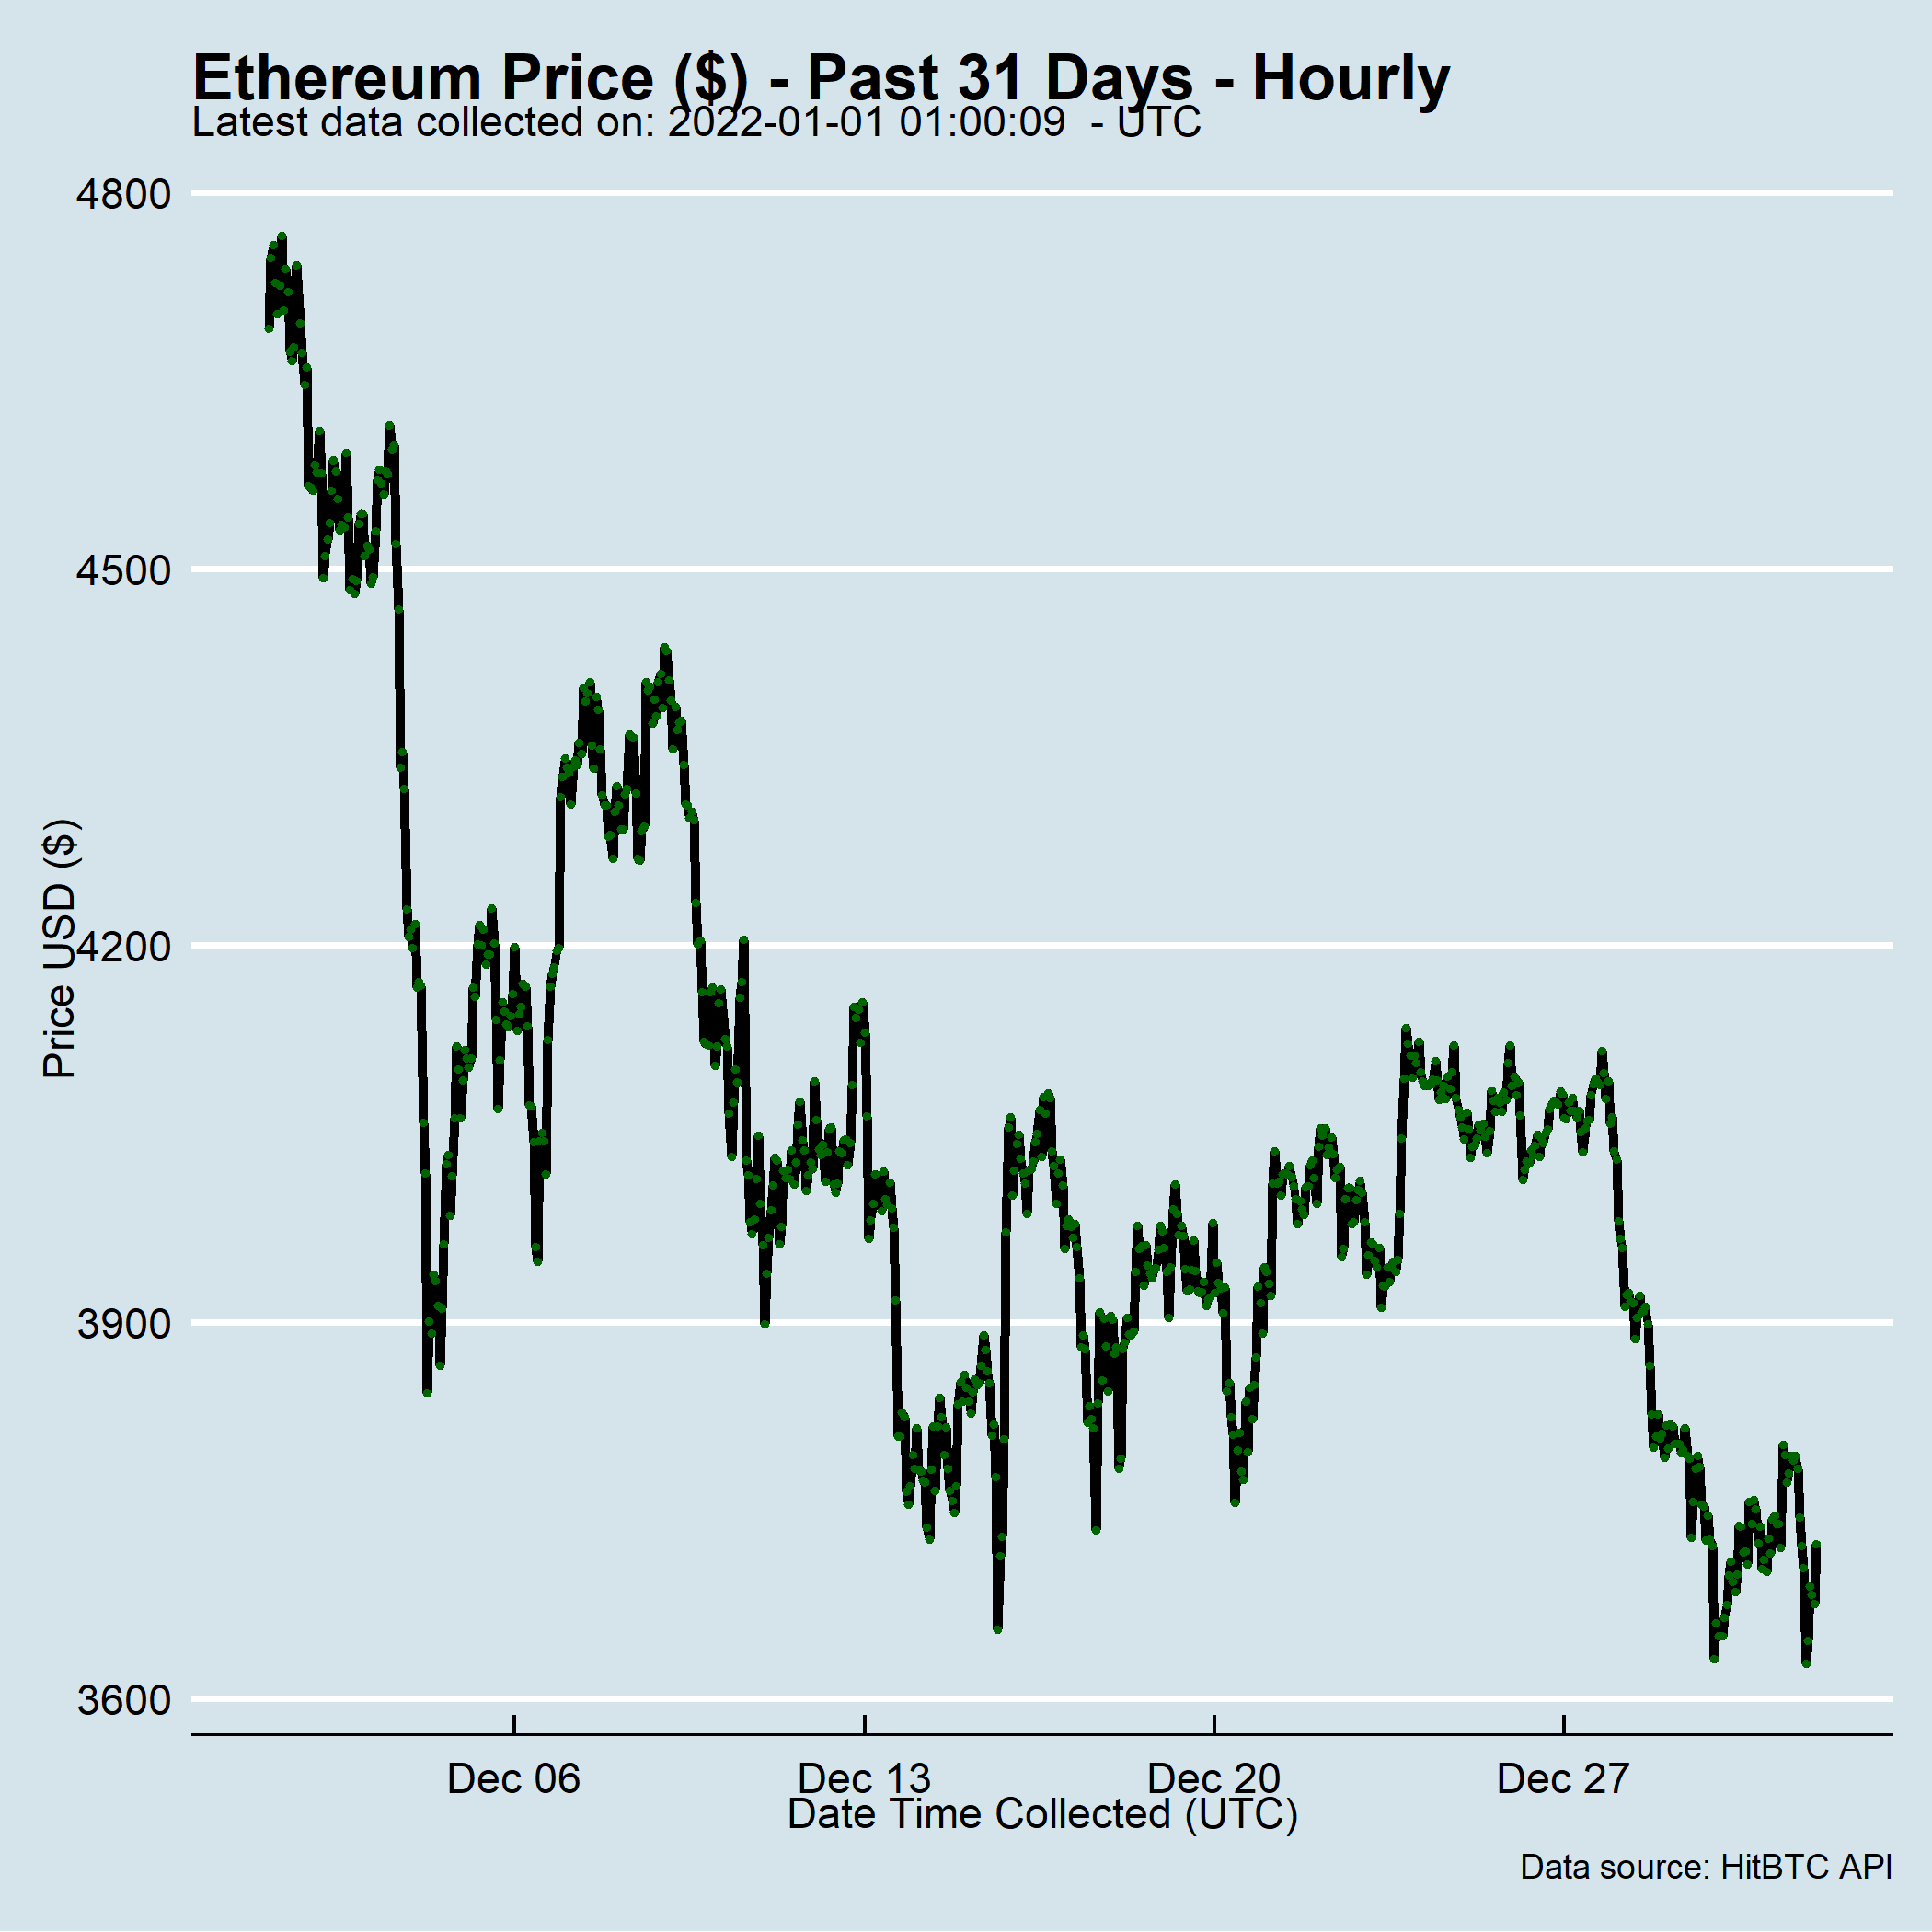 Ethereum Price ($) - Past 31 Days - Hourly
Latest data collected on: 2022-01-01 01:00:09  - UTC
4800
4500
4200
3900
3600
Price USD ($)
Dec 06
Dec 13
Dec 20
Dec 27
Date Time Collected (UTC)
Data source: HitBTC API